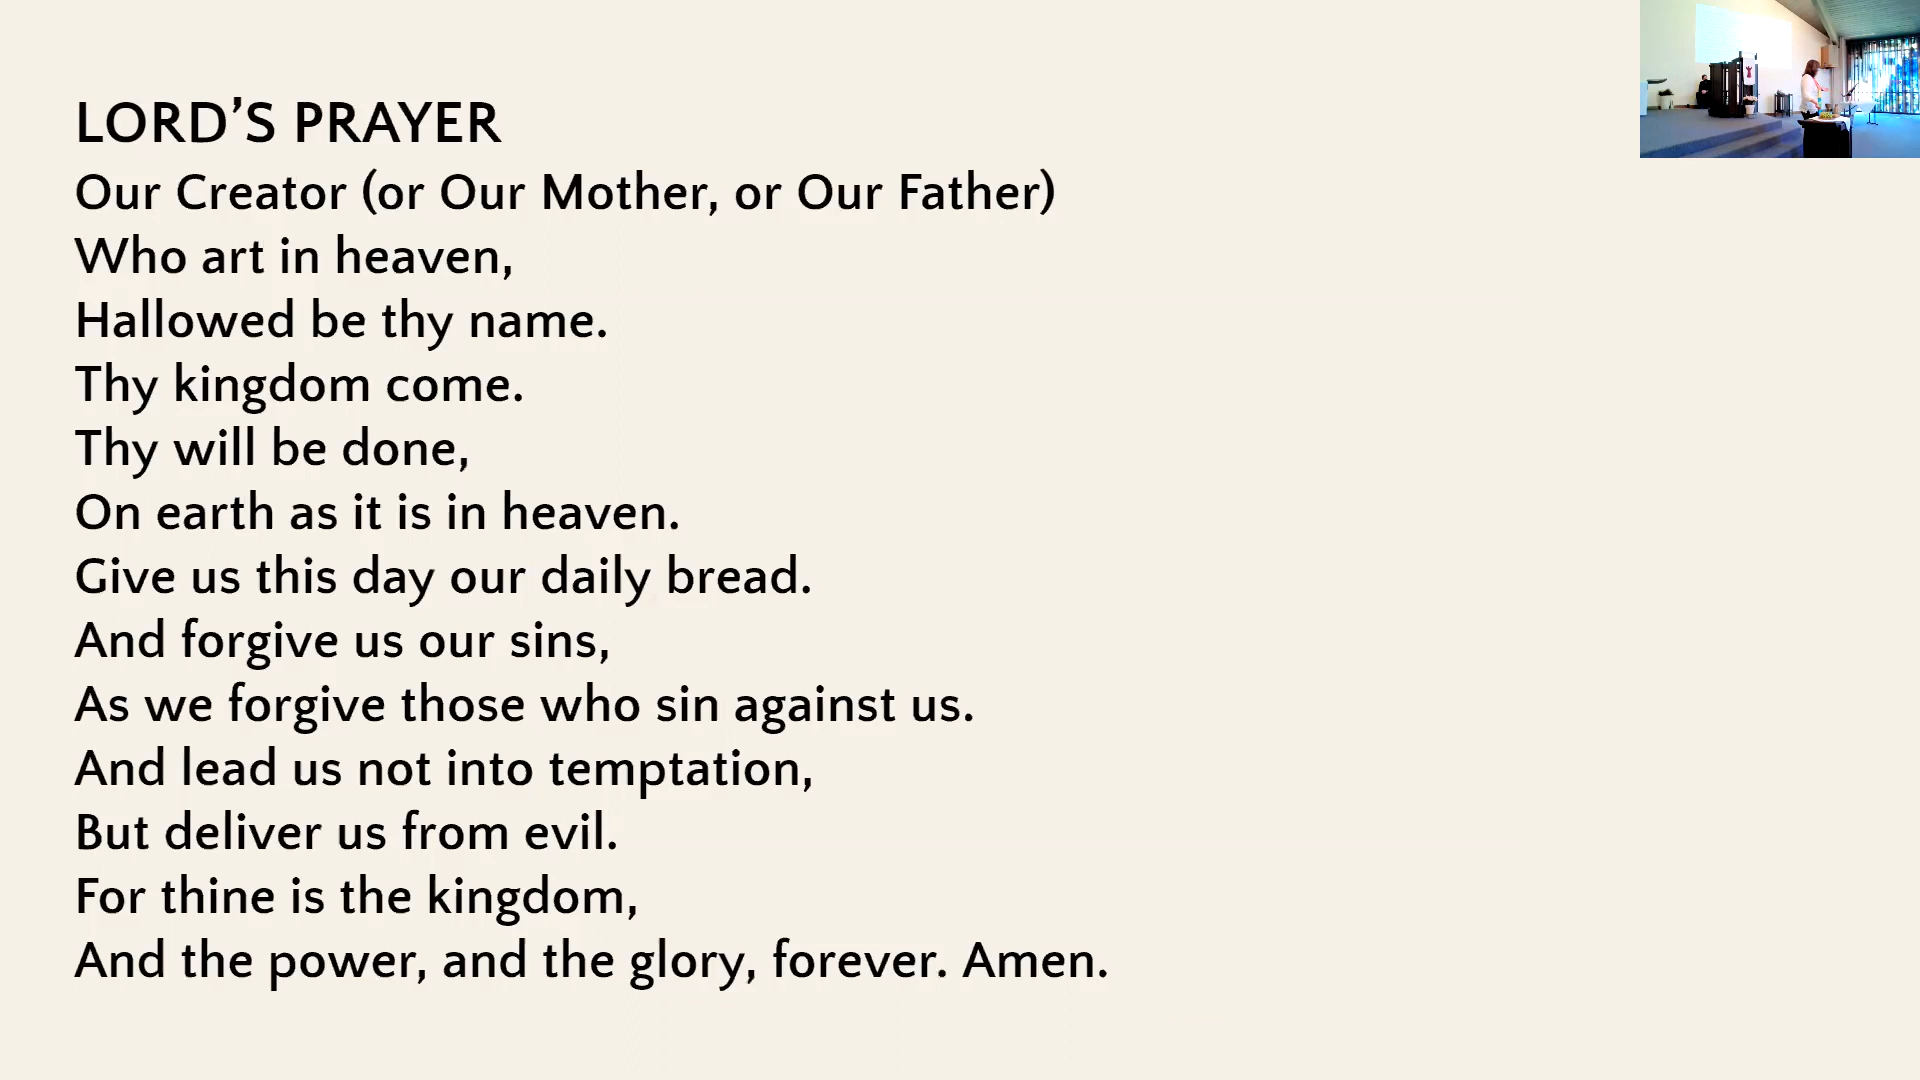 LORD’S PRAYER
Our Creator (or Our Mother, or Our Father)
Who art in heaven,
Hallowed be thy name.
Thy kingdom come.
Thy will be done,
On earth as it is in heaven.
Give us this day our daily bread.
And forgive us our sins,
As we forgive those who sin against us.
And lead us not into temptation,
But deliver us from evil.
For thine is the kingdom,
And the power, and the glory, forever. Amen.